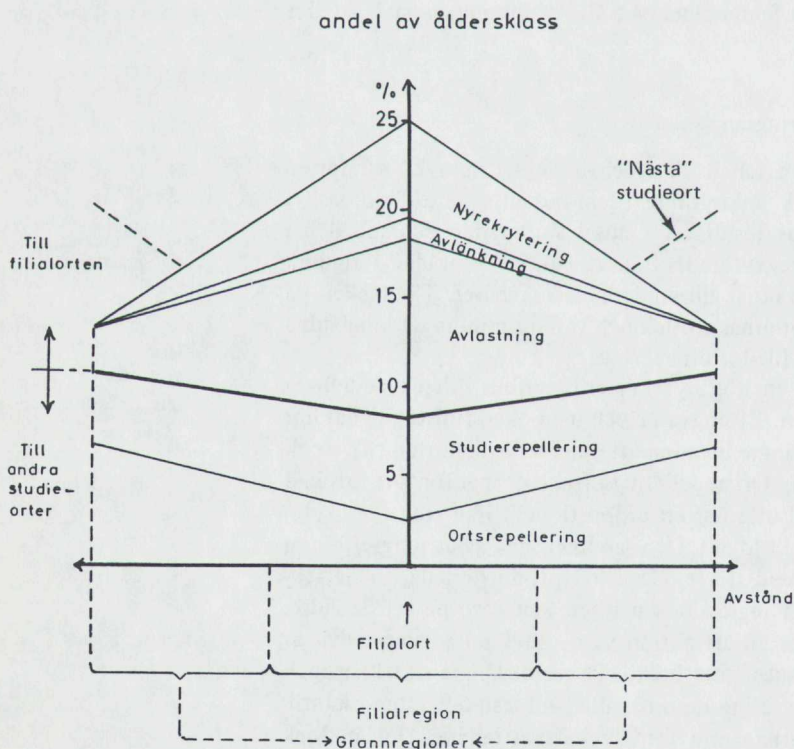 andel av åldersklass
%
25
20
15
10
5
"Nästa"
studieort
Nyrekrytering
Avlänkning
Avlastning
Studierepellering
Ortsrepellering
Till
filialorten
Till
andra
studie-
orter
Avstånd
Filialort
Filialregion
Grannregioner